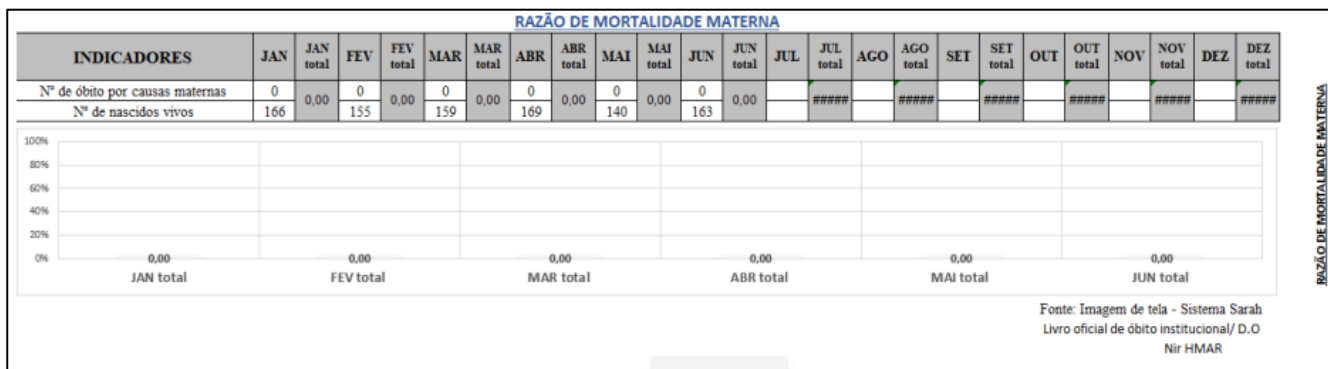 RAZÃO DE MORTALIDADE MATERNA
INDICADORES JAN JAN total FEV FEV total MAR MAR total ABR ABR total MAI MAI total JUN JUN total JUL JUL total AGO AGO total SET SET total OUT OUT total NOV NOV total DEZ DEZ total
Nº de óbito por causas maternas 0 0,00 0 0,00 0 0,00 0 0,00 0 0,00 0 0,00 ##### ##### ##### ##### ##### #####
Nº de nascidos vivos 166 155 159 169 140 163
100%
80%
60%
40%
20%
0% 0,00 0,00 0,00 0,00 0,00 0,00
JAN total FEV total MAR total ABR total MAI total JUN total
Fonte: Imagem de tela - Sistema Sarah
Livro oficial de óbito institucional/ D.O
Nir HMAR
RAZÃO DE MORTALIDADE MATERNA